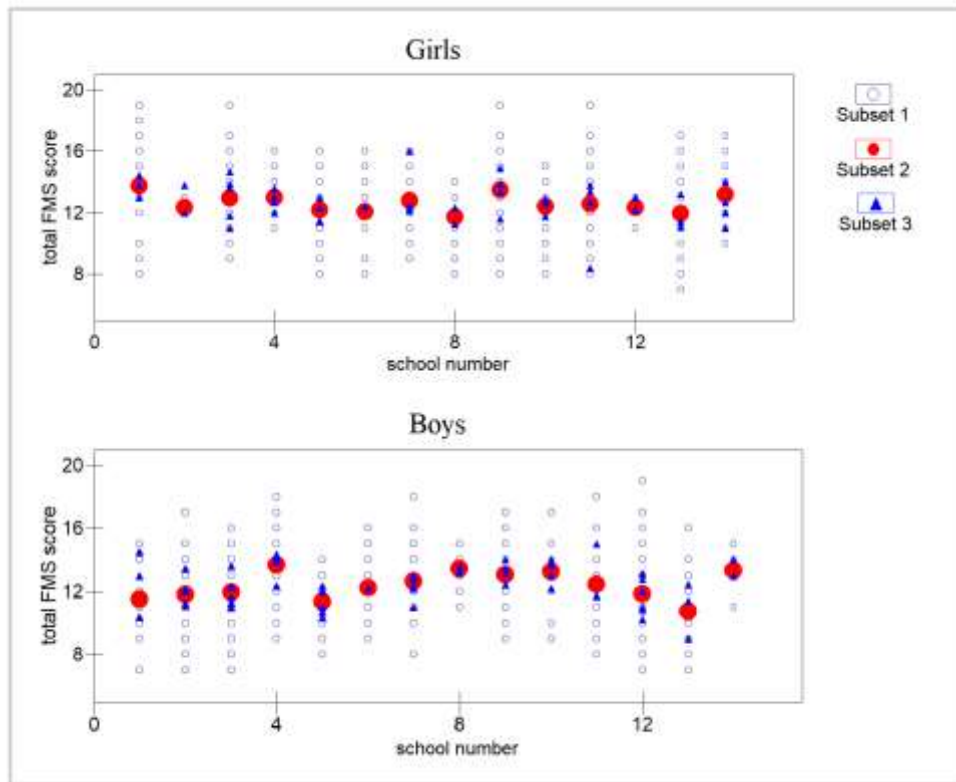 Girls
20
16
12
8
total FMS score
0 4 8 12
school number
Subset 1
Subset 2
Subset 3
Boys
20
16
12
8
total FMS score
0 4 8 12
school number